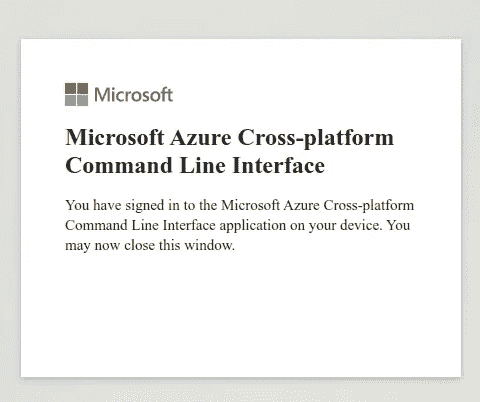 Microsoft
Microsoft Azure Cross-platform
Command Line Interface
You have signed in to the Microsoft Azure Cross-platform
Command Line Interface application on your device. You
may now close this window.